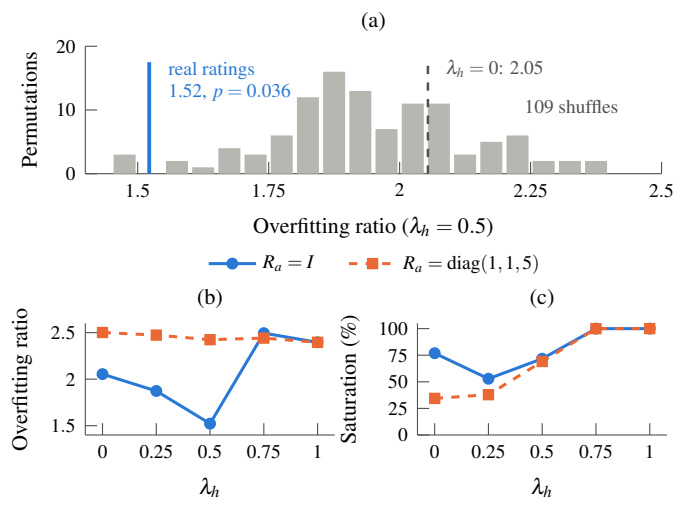 (a)
Permutations
20
10
0
real ratings
1.52, p = 0.036
λh = 0: 2.05
109 shuffles
1.5 1.75 2 2.25 2.5
Overfitting ratio (λh = 0.5)
Ra = I Ra = diag(1, 1, 5)
(b)
Overfitting ratio
2.5
2
1.5
0 0.25 0.5 0.75 1
λh
(c)
Saturation (%)
100
75
50
25
0
0 0.25 0.5 0.75 1
λh